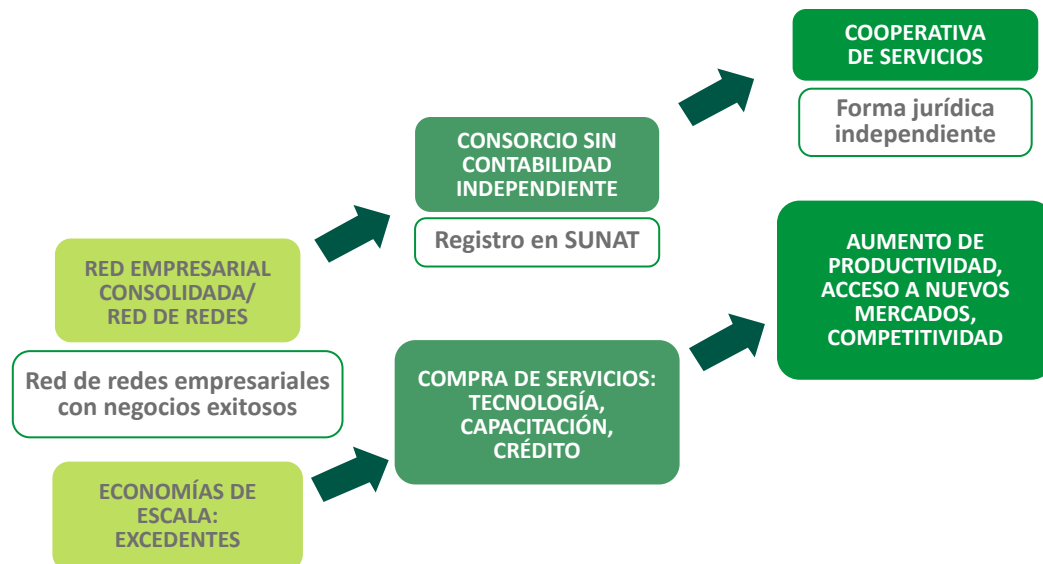 COOPERATIVA
DE SERVICIOS
Forma jurídica
independiente
CONSORCIO SIN
CONTABILIDAD
INDEPENDIENTE
Registro en SUNAT
RED EMPRESARIAL
CONSOLIDADA/
RED DE REDES
Red de redes empresariales
con negocios exitosos
AUMENTO DE
PRODUCTIVIDAD,
ACCESO A NUEVOS
MERCADOS,
COMPETITIVIDAD
COMPRA DE SERVICIOS:
TECNOLOGÍA,
CAPACITACIÓN,
CRÉDITO
ECONOMÍAS DE
ESCALA:
EXCEDENTES